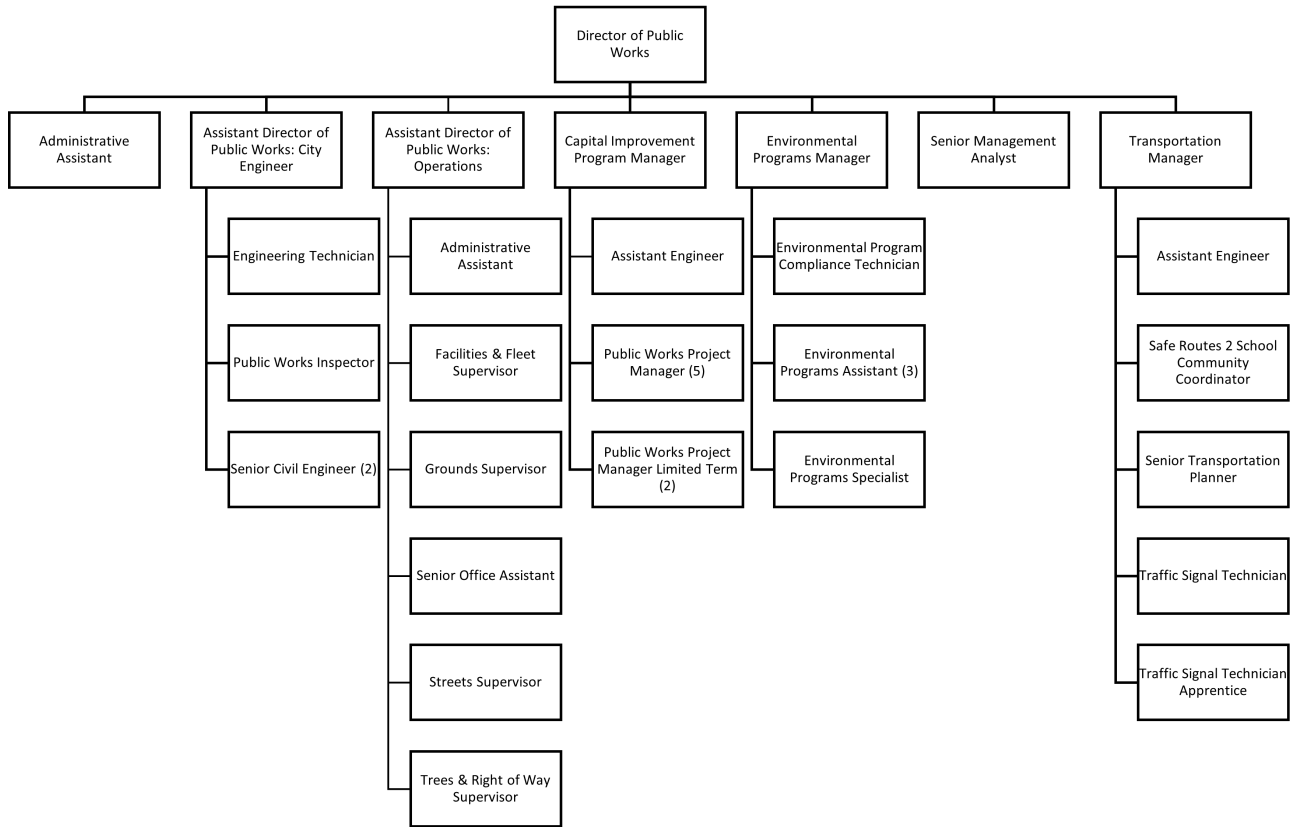 Director of Public
Works
Administrative
Assistant
Assistant Director of
Public Works: City
Engineer
Assistant Director of
Public Works:
Operations
Capital Improvement
Program Manager
Environmental
Programs Manager
Senior Management
Analyst
Transportation
Manager
Engineering Technician
Public Works Inspector
Senior Civil Engineer (2)
Administrative
Assistant
Facilities & Fleet
Supervisor
Grounds Supervisor
Senior Office Assistant
Streets Supervisor
Trees & Right of Way
Supervisor
Assistant Engineer
Public Works Project
Manager (5)
Public Works Project
Manager Limited Term
(2)
Environmental Program
Compliance Technician
Environmental
Programs Assistant (3)
Environmental
Programs Specialist
Assistant Engineer
Safe Routes 2 School
Community
Coordinator
Senior Transportation
Planner
Traffic Signal Technician
Traffic Signal Technician
Apprentice